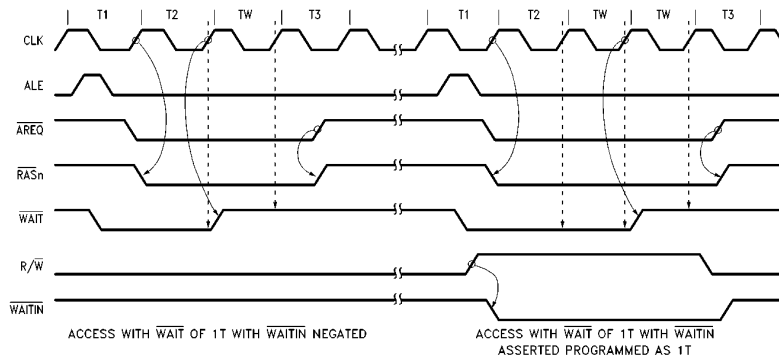 T1 T2 TW T3 T1 T2 TW TW T3
CLK
ALE
AREQ
RASn
WAIT
R/W
WAITIN
ACCESS WITH WAIT OF 1T WITH WAITIN NEGATED
ACCESS WITH WAIT OF 1T WITH WAITIN
ASSERTED PROGRAMMED AS 1T